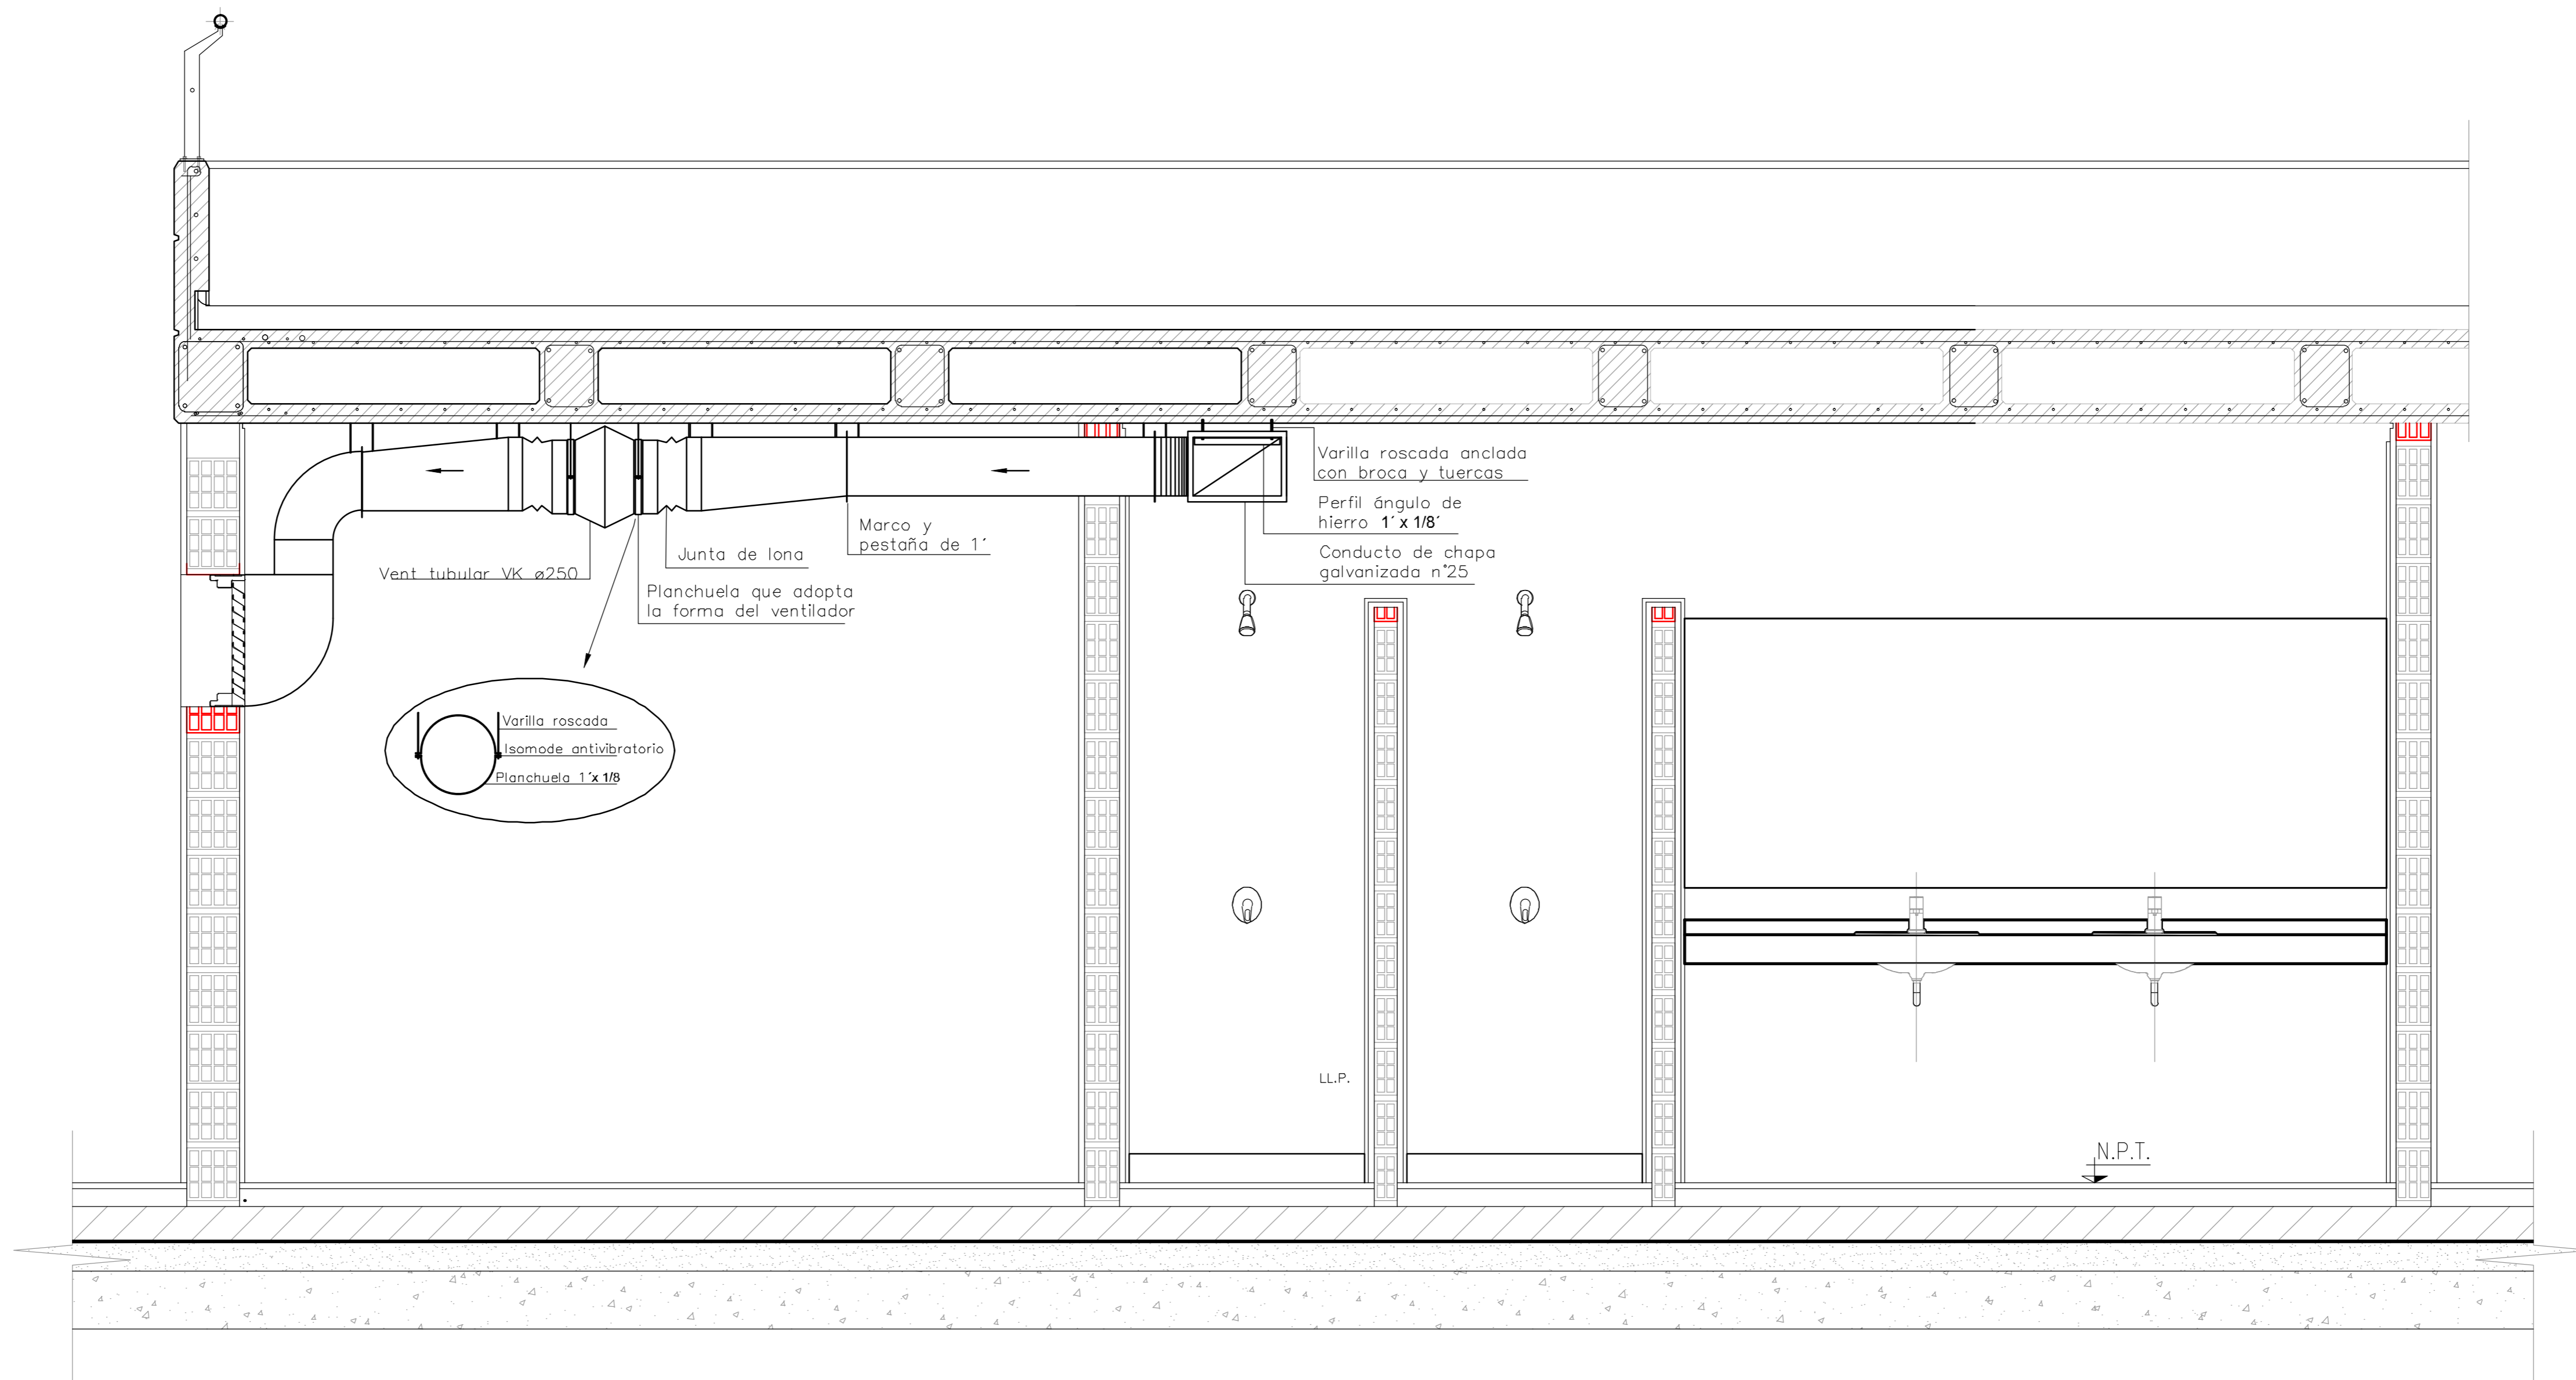 Varilla roscada anclada
con broca y tuercas
Perfil ángulo de
hierro 1´ x 1/8´
Conducto de chapa
galvanizada n°25
Marco y
pestaña de 1´
Junta de lona
Vent tubular VK ø250
Planchuela que adopta
la forma del ventilador
Varilla roscada
Isomode antivibratorio
Planchuela 1´x 1/8
LL.P.
N.P.T.